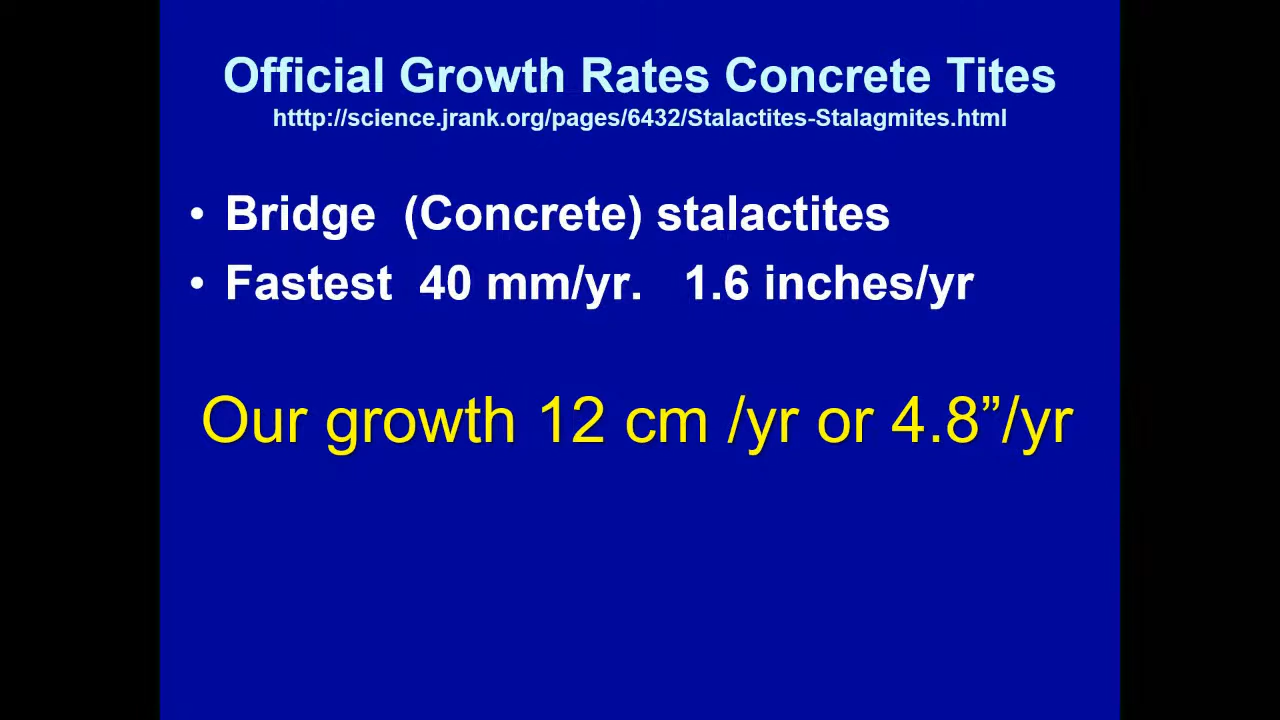 Official Growth Rates Concrete Tites
htttp://science.jrank.org/pages/6432/Stalactites-Stalagmites.html
• Bridge (Concrete) stalactites
• Fastest 40 mm/yr. 1.6 inches/yr
Our growth 12 cm /yr or 4.8”/yr